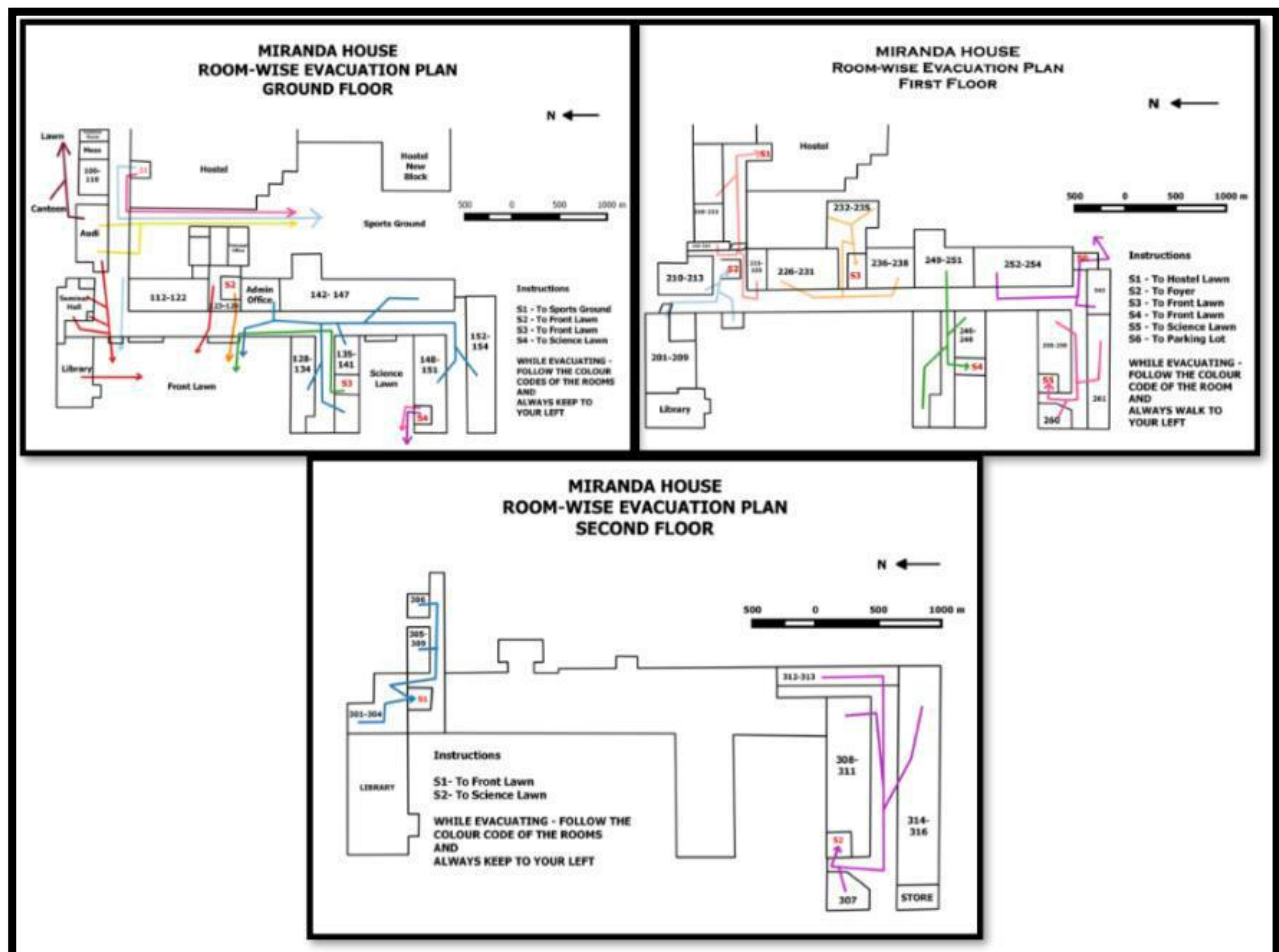 MIRANDA HOUSE
ROOM-WISE EVACUATION PLAN
GROUND FLOOR
N
Lawn
Mess
100-
110
Canteen
Audi
S1
Hostel
Hostel
New
Block
500 0 500 1000 m
Sports Ground
S2
112-122
Admin
Office
142- 147
Seminar
Hall
Library
Front Lawn
128-
134
135-
141
S3
Science
Lawn
148-
151
S4
152-
154
Instructions
S1 - To Sports Ground
S2 - To Front Lawn
S3 - To Front Lawn
S4 - To Science Lawn
WHILE EVACUATING -
FOLLOW THE COLOUR
CODES OF THE ROOMS
AND
ALWAYS KEEP TO
YOUR LEFT
MIRANDA HOUSE
ROOM-WISE EVACUATION PLAN
FIRST FLOOR
N
Hostel
S1
500 0 500 1000 m
232-235
210-213
S2
226-231
S3
236-238
249-251
252-254
S6
201-209
Library
S4
S5
260
261
Instructions
S1 - To Hostel Lawn
S2 - To Foyer
S3 - To Front Lawn
S4 - To Front Lawn
S5 - To Science Lawn
S6 - To Parking Lot
WHILE EVACUATING -
FOLLOW THE COLOUR
CODE OF THE ROOM
AND
ALWAYS WALK TO
YOUR LEFT
MIRANDA HOUSE
ROOM-WISE EVACUATION PLAN
SECOND FLOOR
N
500 0 500 1000 m
306
305-
309
S1
301-304
312-313
LIBRARY
308-
311
314-
316
S2
307
STORE
Instructions
S1- To Front Lawn
S2- To Science Lawn
WHILE EVACUATING - FOLLOW THE
COLOUR CODE OF THE ROOMS
AND
ALWAYS KEEP TO YOUR LEFT